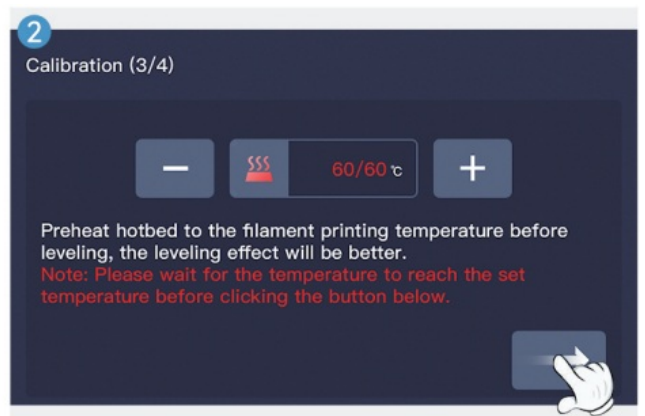 2
Calibration (3/4)
−
60/60 ℃
+
Preheat hotbed to the filament printing temperature before
leveling, the leveling effect will be better.
Note: Please wait for the temperature to reach the set
temperature before clicking the button below.